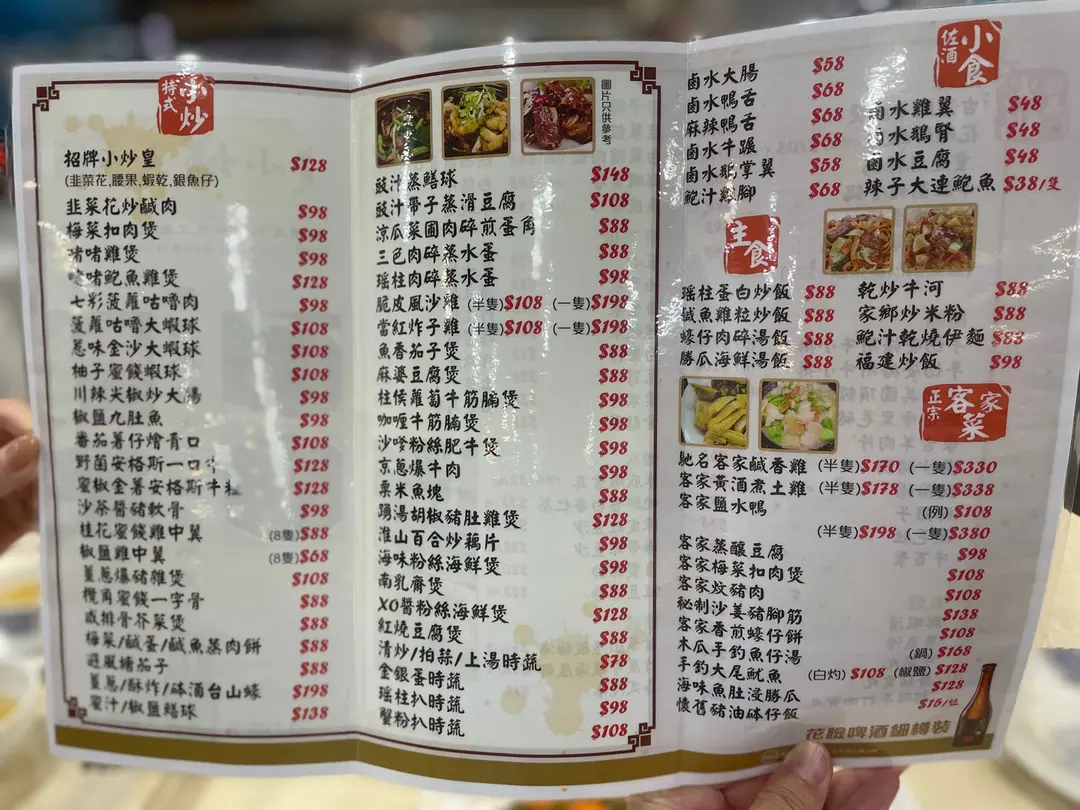 特式小炒
招牌小炒皇 $128
(韭菜花,腰果,蝦乾,銀魚仔)
韭菜花炒鹹肉 $98
梅菜扣肉煲 $98
啫啫雞煲 $98
啫啫鮑魚雞煲 $128
七彩菠蘿咕嚕肉 $98
菠蘿咕嚕大蝦球 $108
蔥味金沙大蝦球 $108
柚子蜜餞蝦球 $108
川辣尖椒炒大腸 $98
椒鹽九肚魚 $98
番茄薯仔燴青口 $108
野菌安格斯一口牛 $128
蜜椒金薯安格斯牛粒 $128
沙茶醬豬軟骨 $98
桂花蜜餞雞中翼 (8隻)$88
椒鹽雞中翼 (8隻)$68
薑蔥爆豬雜煲 $108
欖角蜜餞一字骨 $88
咸排骨芥菜煲 $88
梅菜/鹹蛋/鹹魚蒸肉餅 $88
避風塘茄子 $88
薑蔥/酥炸/砵酒台山蠔 $198
蜜汁/椒鹽鱔球 $138
圖片只供參考
豉汁蒸鱔球 $148
豉汁帶子蒸滑豆腐 $108
涼瓜菜圃肉碎煎蛋角 $88
三色肉碎蒸水蛋 $88
瑤柱肉碎蒸水蛋 $98
脆皮風沙雞 (半隻)$108 (一隻)$198
當紅炸子雞 (半隻)$108 (一隻)$198
魚香茄子煲 $88
麻婆豆腐煲 $88
柱侯蘿蔔牛筋腩煲 $98
咖喱牛筋腩煲 $98
沙嗲粉絲肥牛煲 $98
京蔥爆牛肉 $98
粟米魚塊 $88
踢湯胡椒豬肚雞煲 $128
淮山百合炒藕片 $98
海味粉絲海鮮煲 $98
南乳齋煲 $88
XO醬粉絲海鮮煲 $128
紅燒豆腐煲 $88
清炒/拍蒜/上湯時蔬 $78
金銀蛋時蔬 $88
瑤柱扒時蔬 $98
蟹粉扒時蔬 $108
佐酒小食
鹵水大腸 $58
鹵水鴨舌 $68
麻辣鴨舌 $68
鹵水牛𦟌 $68
鹵水鵝掌翼 $58
鮑汁雞腳 $68
鹵水雞翼 $48
鹵水鵝腎 $48
鹵水豆腐 $48
辣子大連鮑魚 $38/隻
主食
瑤柱蛋白炒飯 $88
鹹魚雞粒炒飯 $88
蠔仔肉碎湯飯 $88
勝瓜海鮮湯飯 $88
乾炒牛河 $88
家鄉炒米粉 $88
鮑汁乾燒伊麵 $88
福建炒飯 $98
正宗客家菜
馳名客家鹹香雞 (半隻)$170 (一隻)$330
客家黃酒煮土雞 (半隻)$178 (一隻)$338
客家鹽水鴨 (例)$108
(半隻)$198 (一隻)$380
客家蒸釀豆腐 $98
客家梅菜扣肉煲 $108
客家炆豬肉 $108
秘制沙姜豬腳筋 $138
客家香煎蠔仔餅 $108
木瓜手釣魚仔湯 (鍋)$168
手釣大尾魷魚 (白灼)$108 (椒鹽)$128
海味魚肚浸勝瓜 $128
懷舊豬油砵仔飯 $15/位
花雕啤酒細樽裝